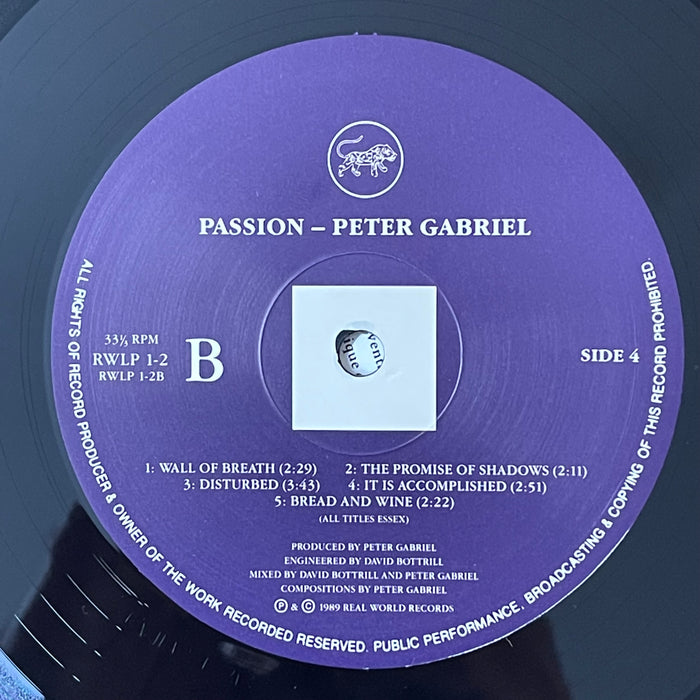 PASSION – PETER GABRIEL
33⅓ RPM
RWLP 1-2
RWLP 1-2B
B
SIDE 4
vent
ique
1: WALL OF BREATH (2:29) 2: THE PROMISE OF SHADOWS (2:11)
3: DISTURBED (3:43) 4: IT IS ACCOMPLISHED (2:51)
5: BREAD AND WINE (2:22)
(ALL TITLES ESSEX)
PRODUCED BY PETER GABRIEL
ENGINEERED BY DAVID BOTTRILL
MIXED BY DAVID BOTTRILL AND PETER GABRIEL
COMPOSITIONS BY PETER GABRIEL
℗ & © 1989 REAL WORLD RECORDS
ALL RIGHTS OF RECORD PRODUCER & OWNER OF THE WORK RECORDED RESERVED. PUBLIC PERFORMANCE, BROADCASTING & COPYING OF THIS RECORD PROHIBITED.